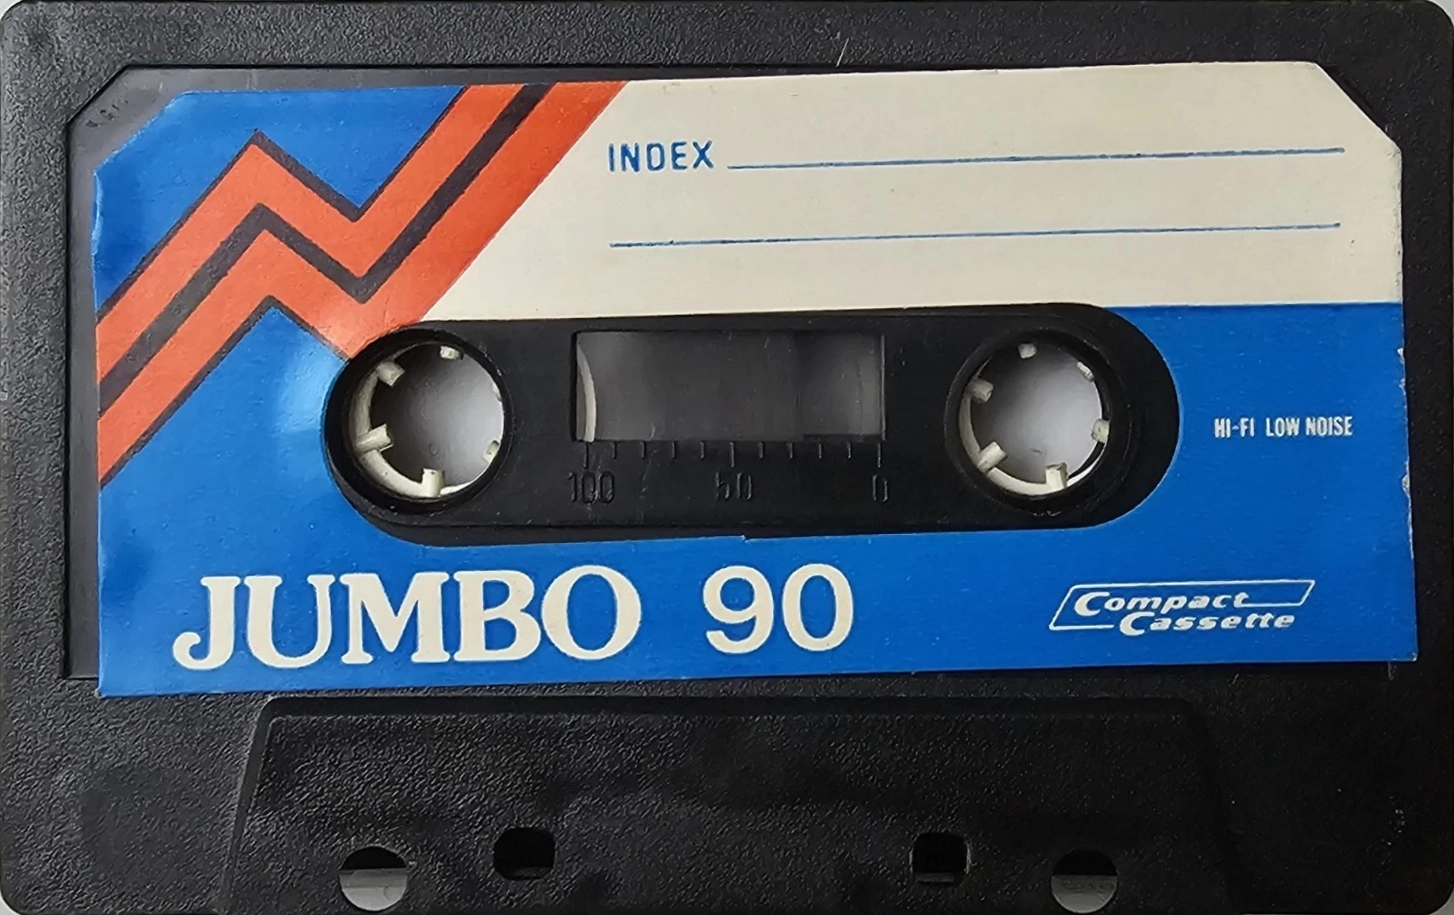 INDEX
100 50 0
HI-FI LOW NOISE
JUMBO 90
Compact
Cassette